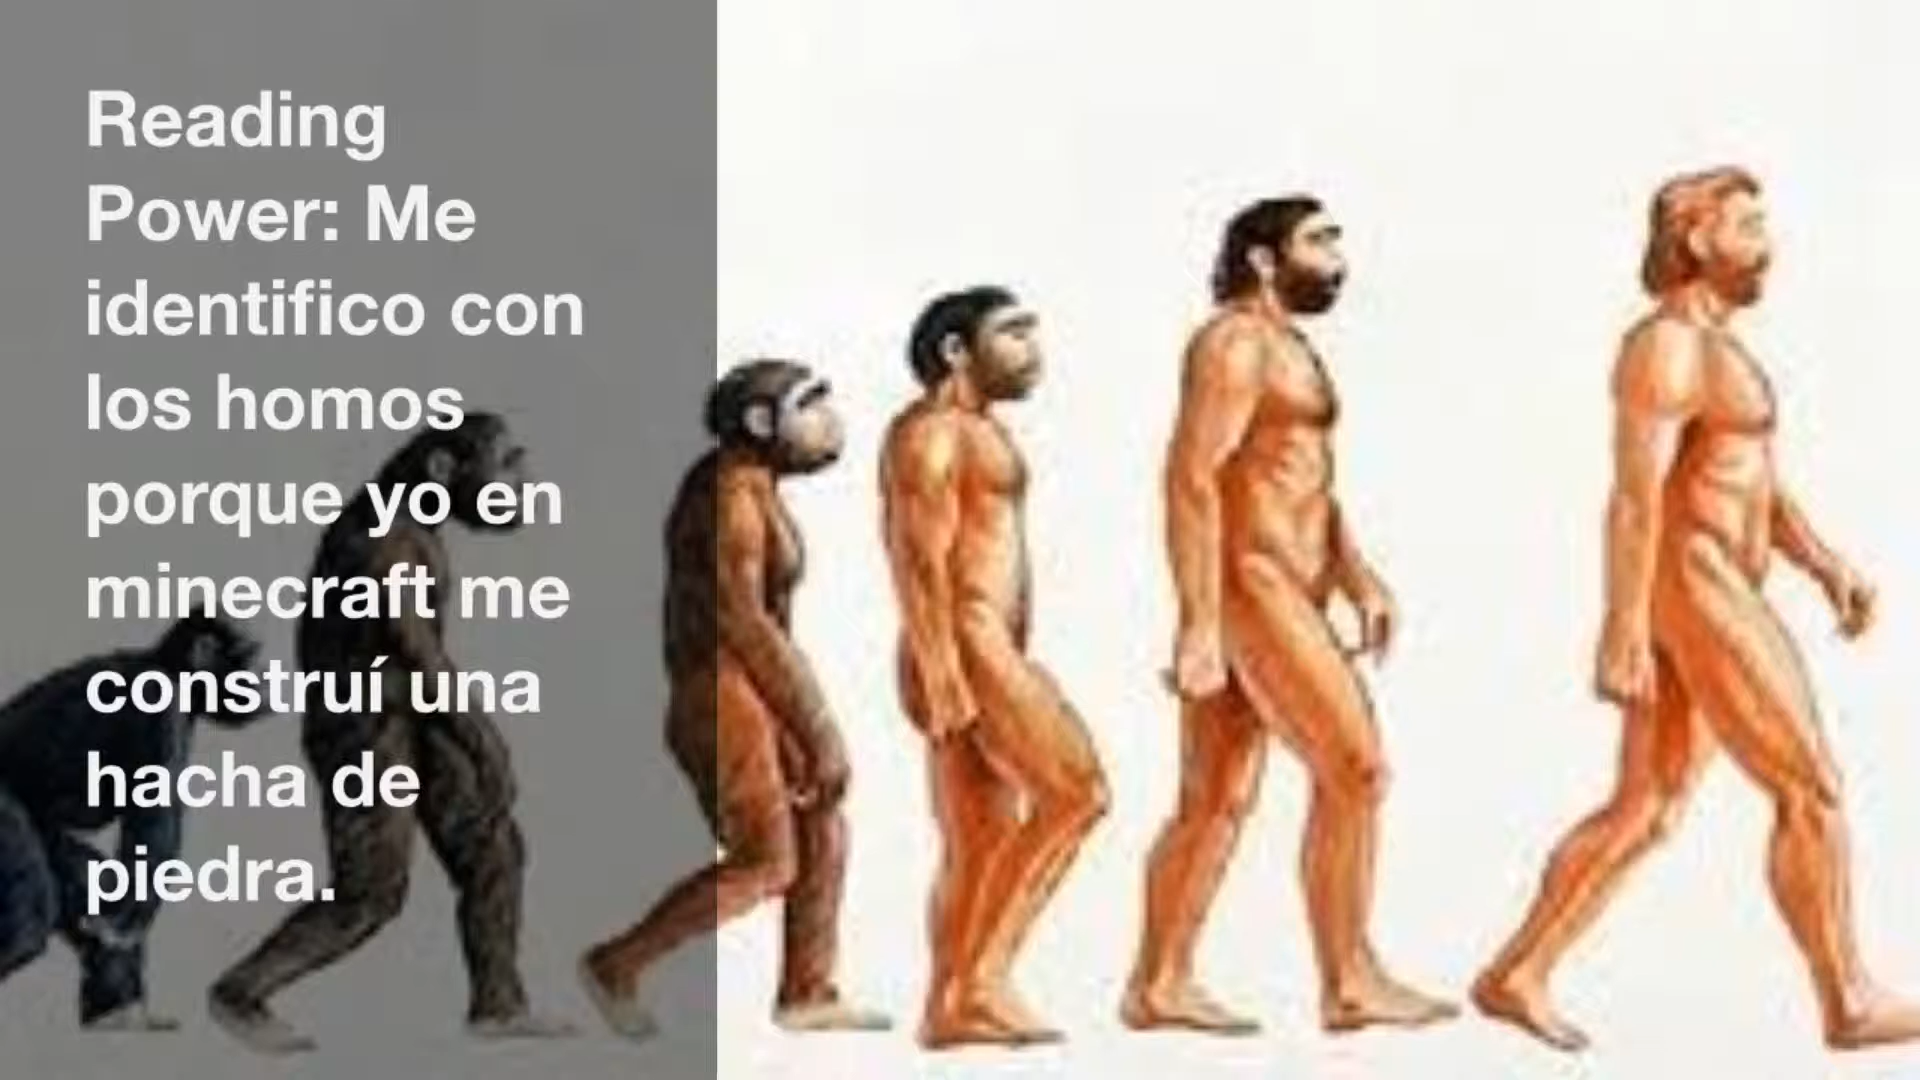 Reading
Power: Me
identifico con
los homos
porque yo en
minecraft me
construí una
hacha de
piedra.